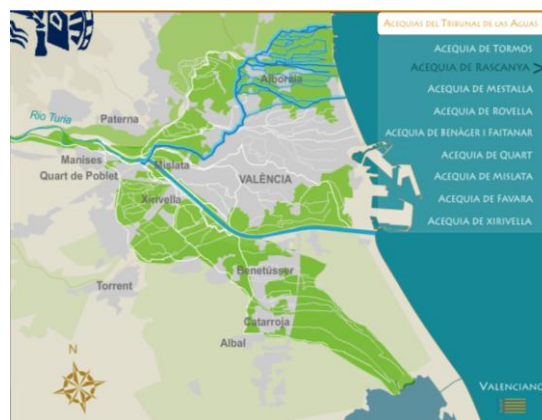 ACEQUIAS DEL TRIBUNAL DE LAS AGUAS
ACEQUIA DE TORMOS
ACEQUIA DE RASCANYA >
ACEQUIA DE MESTALLA
ACEQUIA DE ROVELLA
ACEQUIA DE BENÀGER I FAITANAR
ACEQUIA DE QUART
ACEQUIA DE MISLATA
ACEQUIA DE FAVARA
ACEQUIA DE XIRIVELLA
Alboraia
Rio Turia
Paterna
Manises
Mislata
Quart de Poblet
VALÈNCIA
Xirivella
Benetússer
Torrent
Catarroja
Albal
N
VALENCIANO